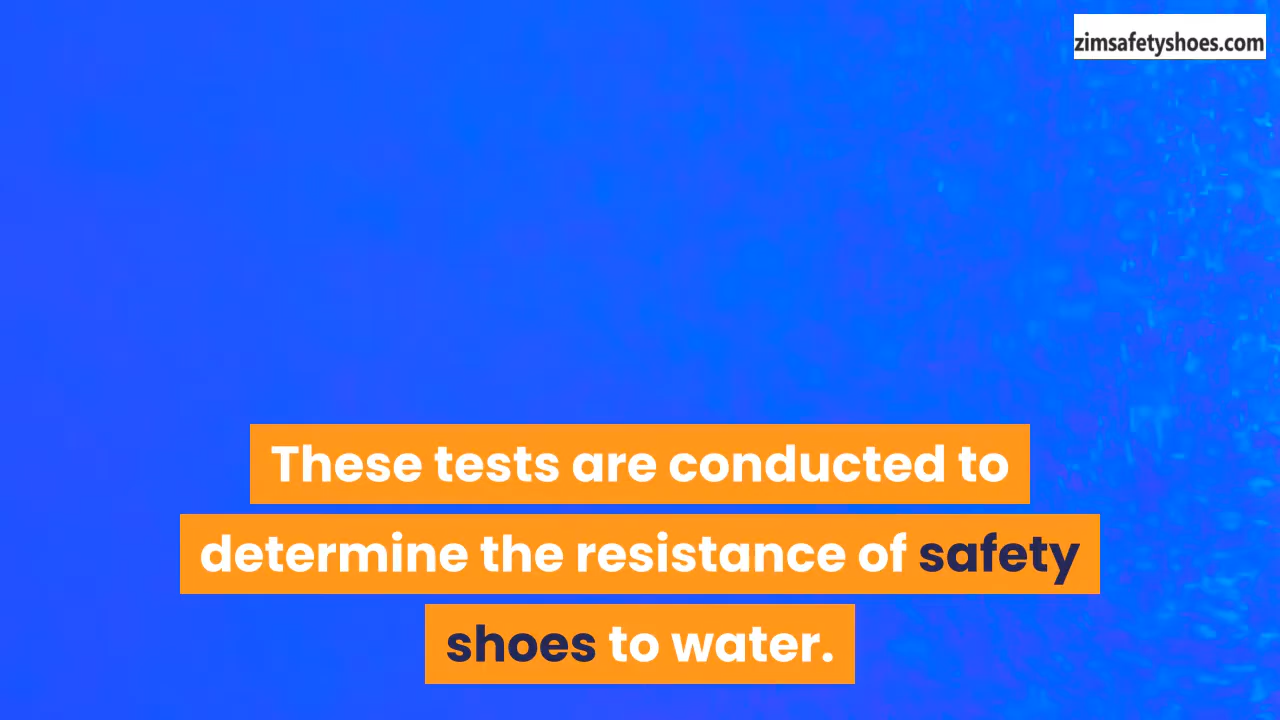 zimsafetyshoes.com
These tests are conducted to
determine the resistance of safety
shoes to water.